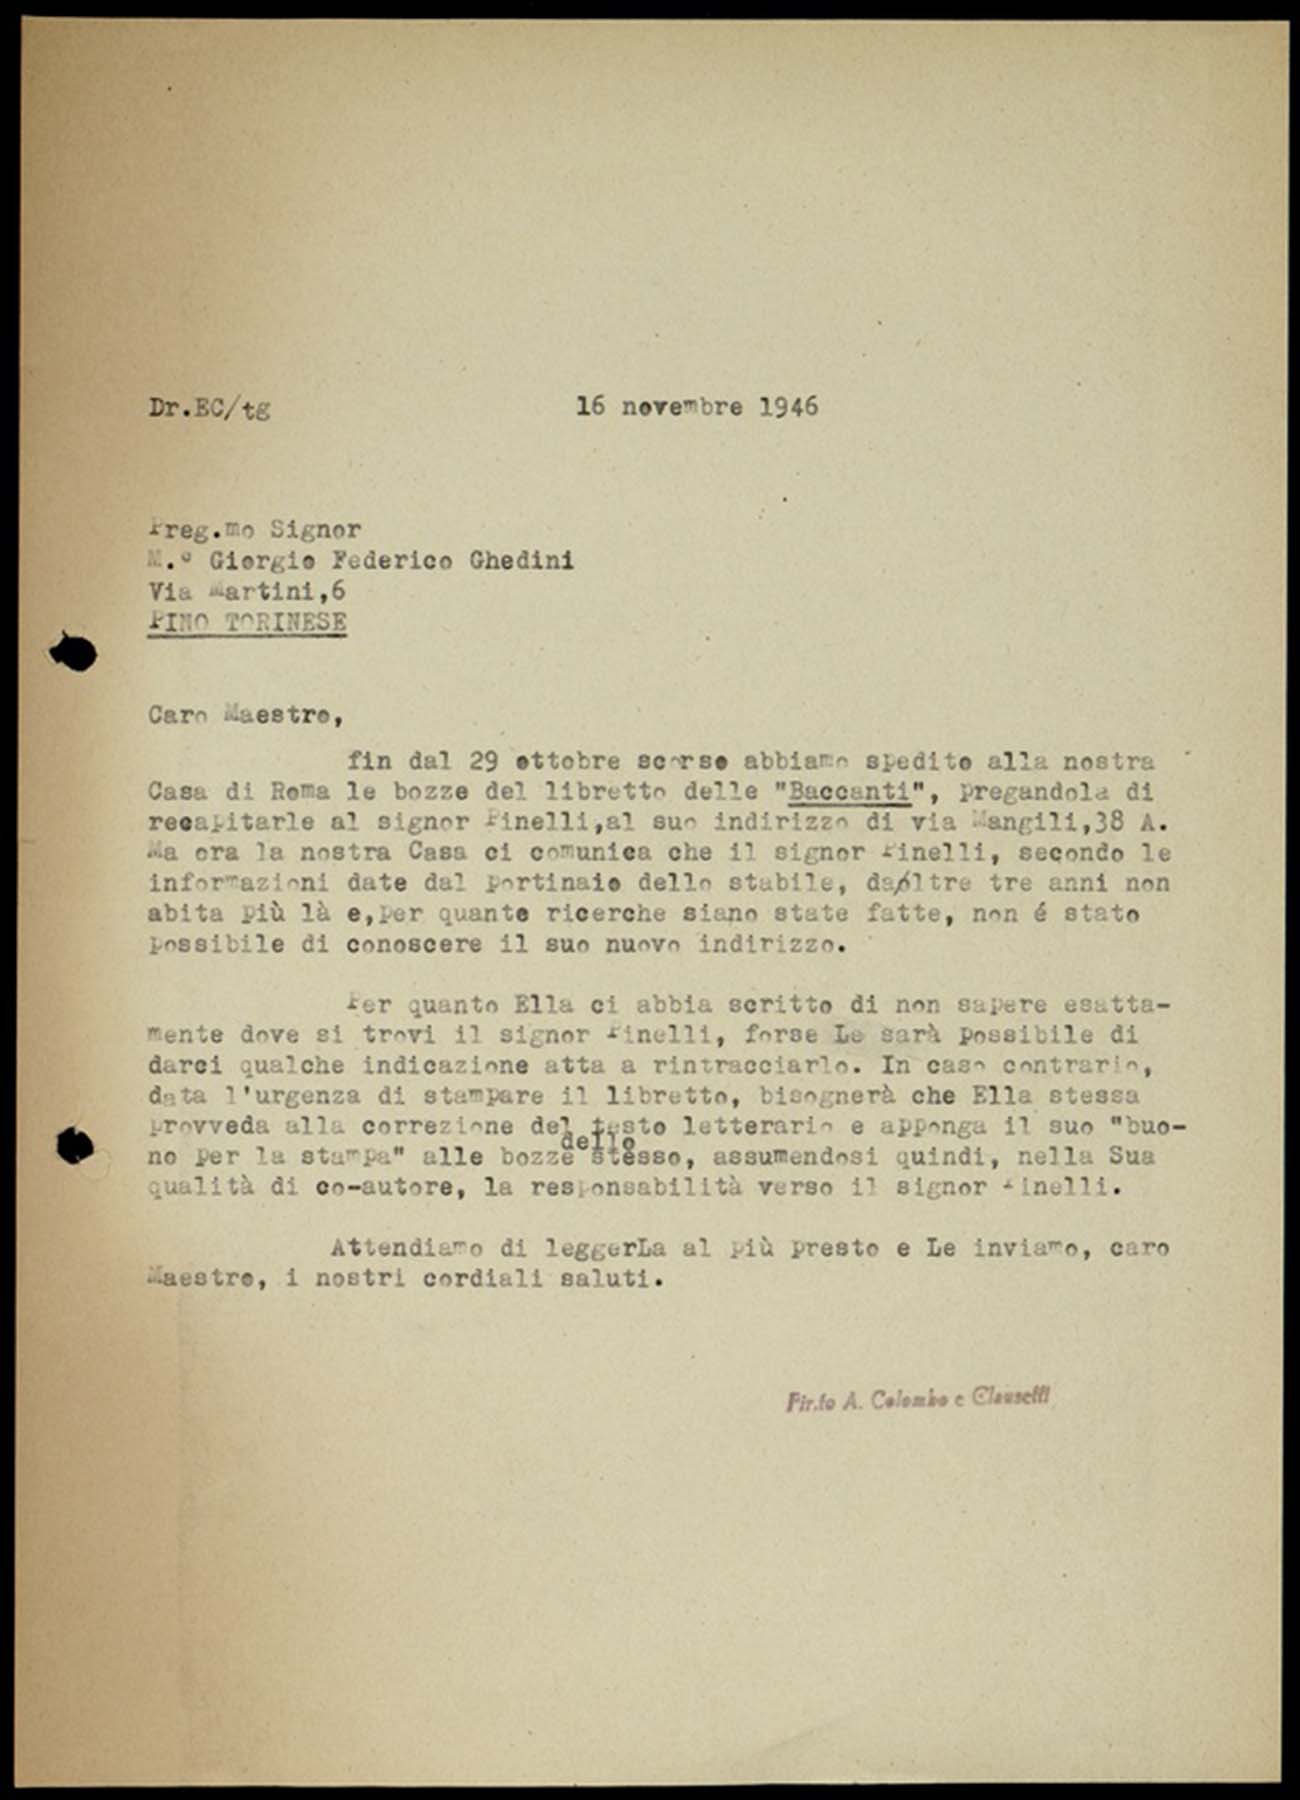 Dr.EC/tg 16 novembre 1946
Preg.mo Signor
M.° Giorgio Federico Ghedini
Via Martini,6
PINO TORINESE
Caro Maestro,
fin dal 29 ottobre scorso abbiamo spedito alla nostra
Casa di Roma le bozze del libretto delle "Baccanti", pregandola di
recapitarle al signor Pinelli,al suo indirizzo di via Mangili,38 A.
Ma ora la nostra Casa ci comunica che il signor Pinelli, secondo le
informazioni date dal portinaio dello stabile, da/oltre tre anni non
abita più là e,per quante ricerche siano state fatte, non é stato
possibile di conoscere il suo nuovo indirizzo.
Per quanto Ella ci abbia scritto di non sapere esatta-
mente dove si trovi il signor Pinelli, forse Le sarà possibile di
darci qualche indicazione atta a rintracciarlo. In caso contrario,
data l'urgenza di stampare il libretto, bisognerà che Ella stessa
provveda alla correzione del testo letterario e apponga il suo "buo-
dello
no per la stampa" alle bozze stesso, assumendosi quindi, nella Sua
qualità di co-autore, la responsabilità verso il signor Pinelli.
Attendiamo di leggerLa al più presto e Le inviamo, caro
Maestro, i nostri cordiali saluti.
Fir.to A. Colombo e Clausetti